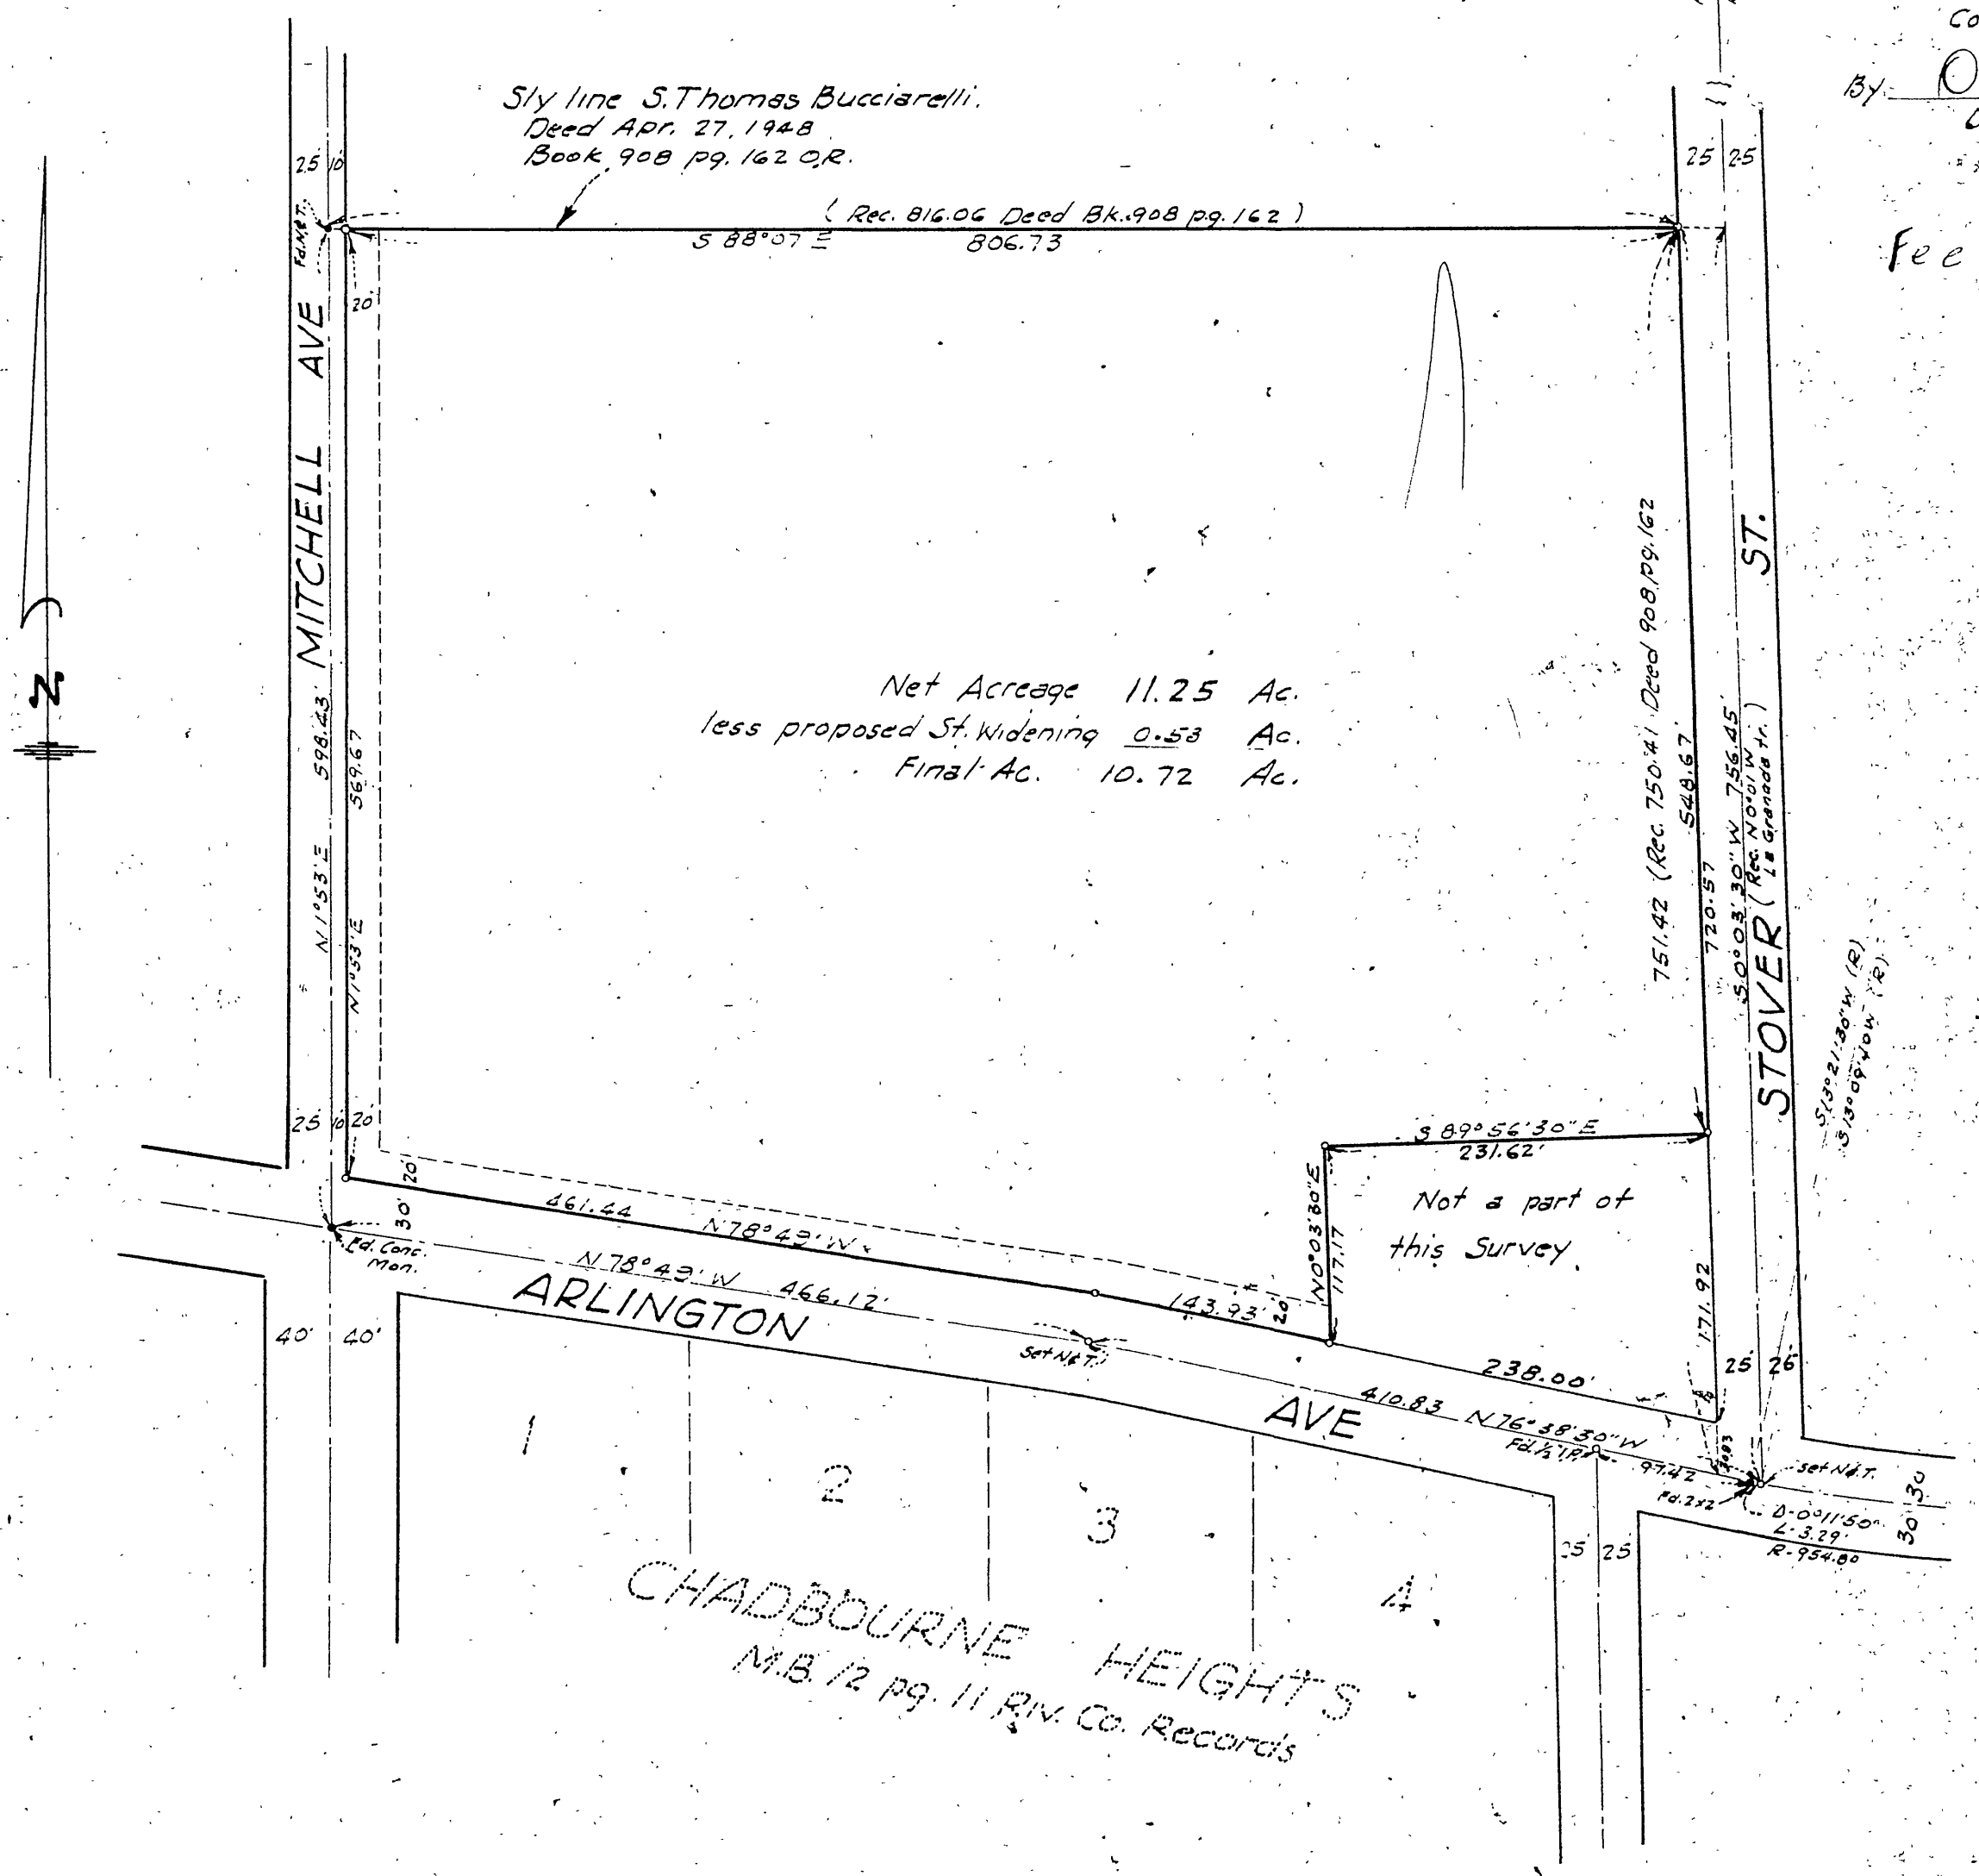 Co
By
Fee
Sly line S. Thomas Bucciarelli.
Deed Apr. 27, 1948
Book 908 pg. 162 O.R.
25 10'
25 25
Fd. N&T.
( Rec. 816.06 Deed Bk. 908 pg. 162 )
S 88°07' E 806.73
20'
MITCHELL AVE
N 1°53' E 598.43'
N 1°53' E 569.67
N
Net Acreage 11.25 Ac.
less proposed St. Widening 0.53 Ac.
Final Ac. 10.72 Ac.
751.42 (Rec. 750.41 Deed 908 pg. 162
548.67'
720.57
S 0°03'30" W 756.45'
(Rec. N 0°01' W
La Granada tr.)
STOVER ST.
S 13°21'30" W (R)
S 13°09'40" W (R)
25 10' 20'
30' 20'
S 89°56'30" E
231.62'
N 0°03'30" E
117.17
Not a part of
this Survey.
171.92
461.44 N 78°49' W
Fd. Conc.
Mon.
N 78°49' W 466.12'
ARLINGTON AVE
143.93' 20'
Set N&T.
238.00'
410.83 N 76°38'30" W
Fd. ½" I.P.
97.42
30.83
25' 26'
Fd. 2x2
Set N&T.
Δ-0°11'50"
L-3.29'
R-954.80
30' 30'
40' 40'
25 25
1
2
3
4
CHADBOURNE HEIGHTS
M.B. 12 pg. 11 Riv. Co. Records